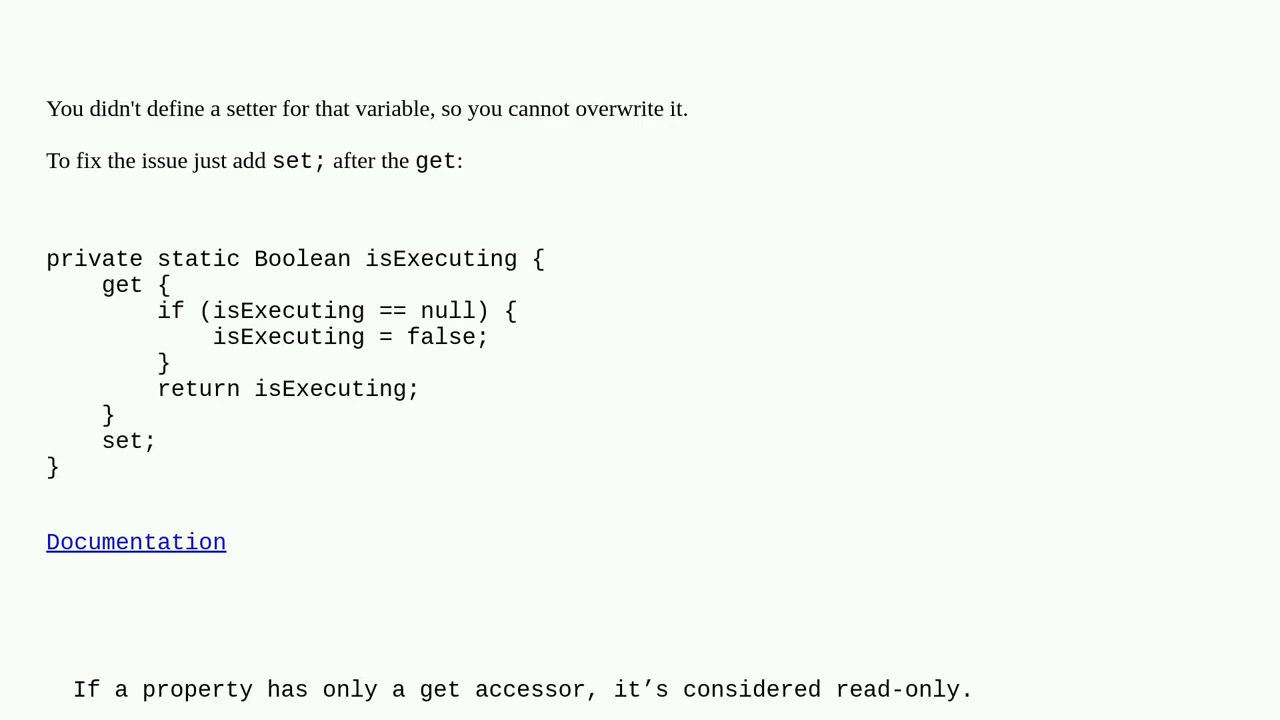 You didn't define a setter for that variable, so you cannot overwrite it.
To fix the issue just add set; after the get:
private static Boolean isExecuting {
    get {
        if (isExecuting == null) {
            isExecuting = false;
        }
        return isExecuting;
    }
    set;
}
Documentation
If a property has only a get accessor, it’s considered read-only.